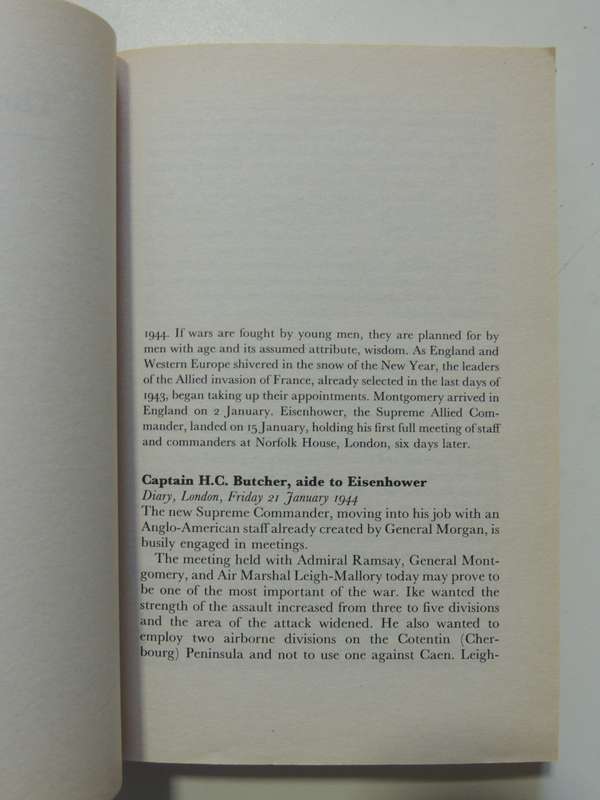 1944. If wars are fought by young men, they are planned for by
men with age and its assumed attribute, wisdom. As England and
Western Europe shivered in the snow of the New Year, the leaders
of the Allied invasion of France, already selected in the last days of
1943, began taking up their appointments. Montgomery arrived in
England on 2 January. Eisenhower, the Supreme Allied Com-
mander, landed on 15 January, holding his first full meeting of staff
and commanders at Norfolk House, London, six days later.
Captain H.C. Butcher, aide to Eisenhower
Diary, London, Friday 21 January 1944
The new Supreme Commander, moving into his job with an
Anglo-American staff already created by General Morgan, is
busily engaged in meetings.
The meeting held with Admiral Ramsay, General Mont-
gomery, and Air Marshal Leigh-Mallory today may prove to
be one of the most important of the war. Ike wanted the
strength of the assault increased from three to five divisions
and the area of the attack widened. He also wanted to
employ two airborne divisions on the Cotentin (Cher-
bourg) Peninsula and not to use one against Caen. Leigh-